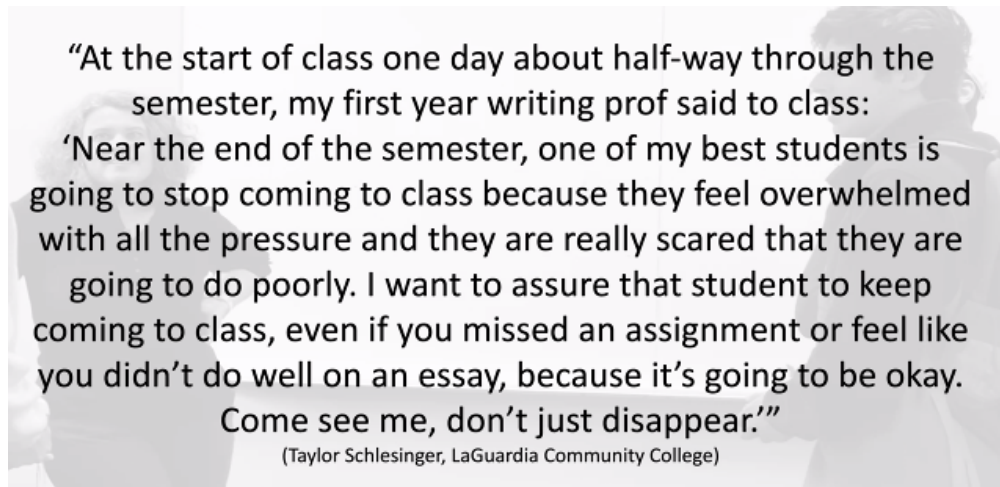 “At the start of class one day about half-way through the
semester, my first year writing prof said to class:
‘Near the end of the semester, one of my best students is
going to stop coming to class because they feel overwhelmed
with all the pressure and they are really scared that they are
going to do poorly. I want to assure that student to keep
coming to class, even if you missed an assignment or feel like
you didn’t do well on an essay, because it’s going to be okay.
Come see me, don’t just disappear.’”
(Taylor Schlesinger, LaGuardia Community College)